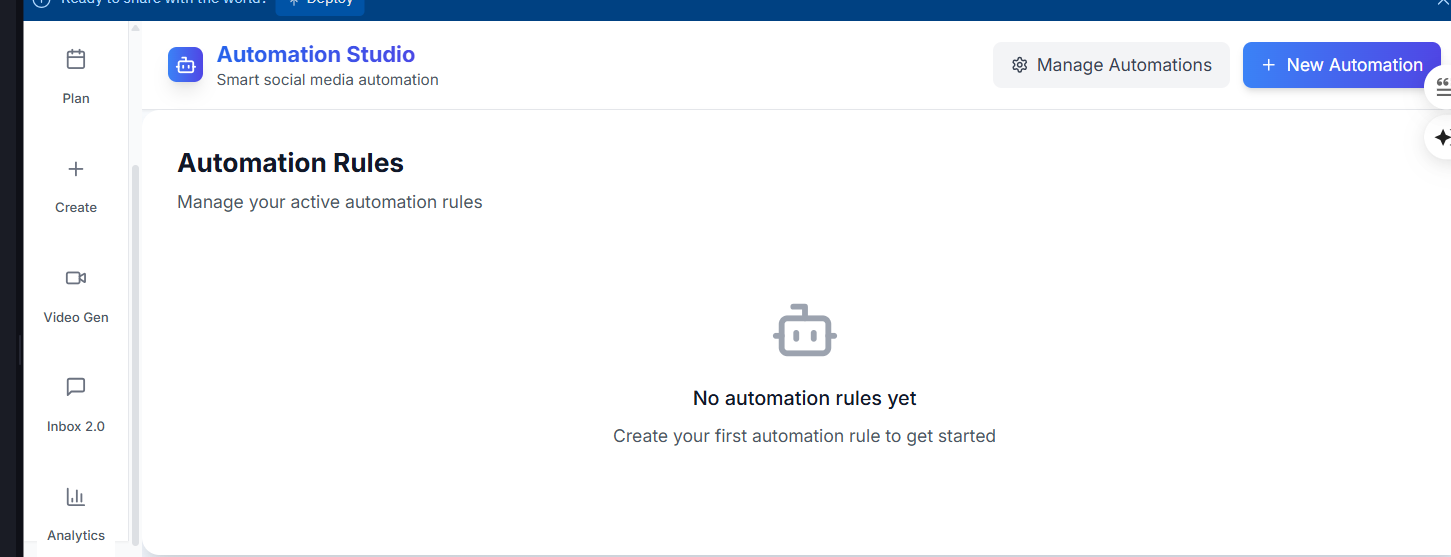 Ready to share with the world?
Deploy
Automation Studio
Smart social media automation
Manage Automations
New Automation
Plan
Create
Video Gen
Inbox 2.0
Analytics
Automation Rules
Manage your active automation rules
No automation rules yet
Create your first automation rule to get started